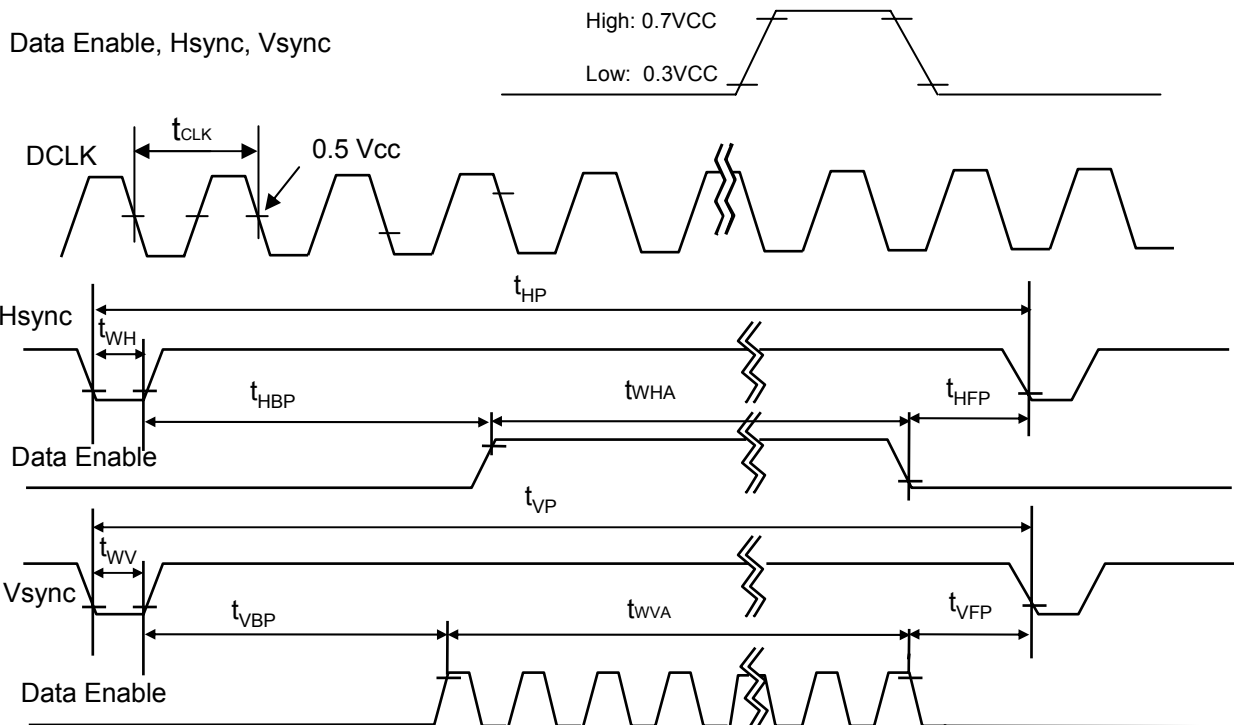 High: 0.7VCC
Data Enable, Hsync, Vsync
Low: 0.3VCC
tCLK
DCLK
0.5 Vcc
tHP
Hsync
tWH
tHBP
tWHA
tHFP
Data Enable
tVP
tWV
Vsync
tVBP
tWVA
tVFP
Data Enable